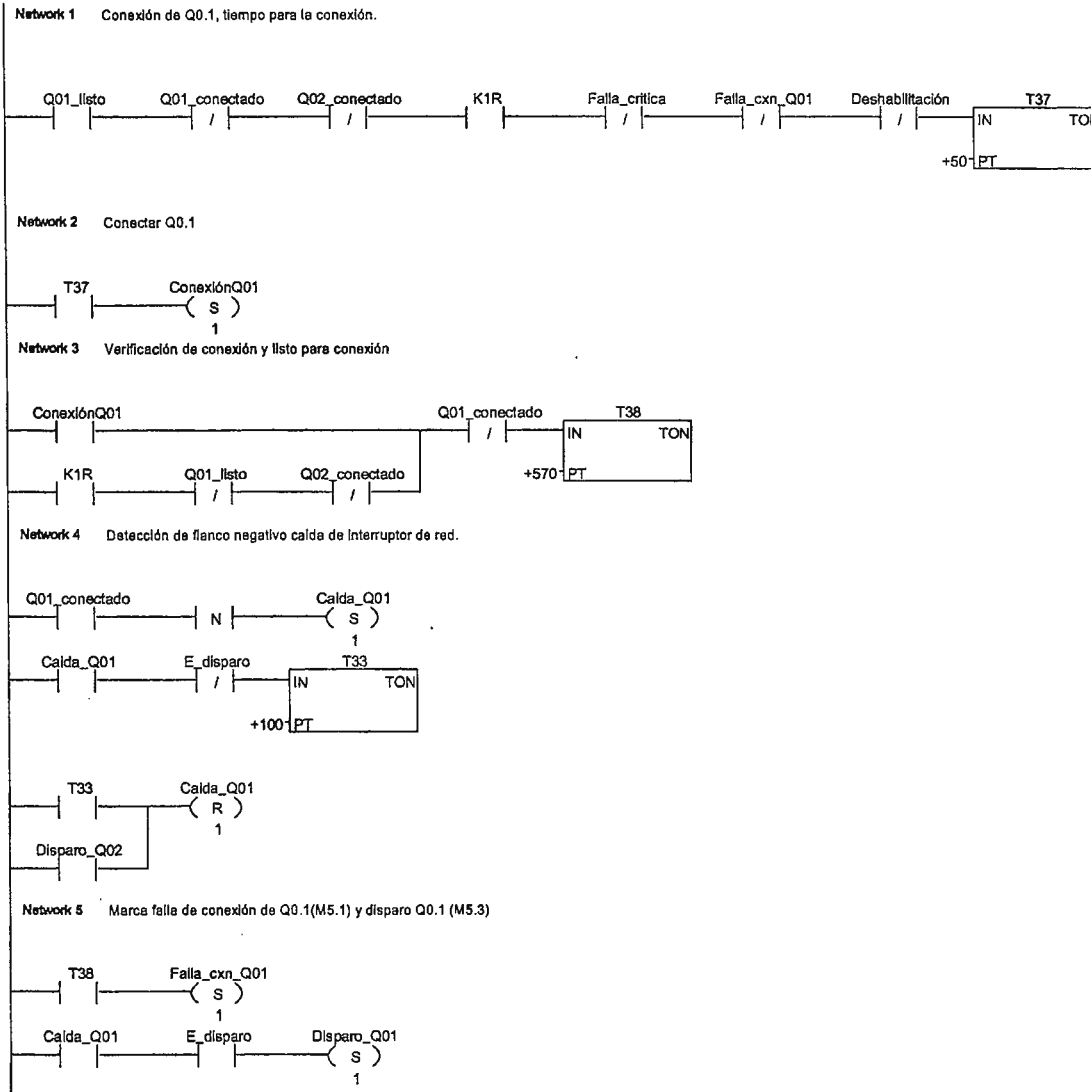 Network 1 Conexión de Q0.1, tiempo para la conexión.
Q01_listo Q01_conectado Q02_conectado K1R Falla_critica Falla_cxn_Q01 Deshabilitación T37
/ / / / / IN TO
+50 PT
Network 2 Conectar Q0.1
T37 ConexiónQ01
S
1
Network 3 Verificación de conexión y listo para conexión
ConexiónQ01 Q01_conectado T38
/ IN TON
K1R Q01_listo Q02_conectado +570 PT
/ /
Network 4 Detección de flanco negativo caida de interruptor de red.
Q01_conectado Caida_Q01
N S
1
Caida_Q01 E_disparo T33
/ IN TON
+100 PT
T33 Caida_Q01
R
1
Disparo_Q02
Network 5 Marca falla de conexión de Q0.1(M5.1) y disparo Q0.1 (M5.3)
T38 Falla_cxn_Q01
S
1
Caida_Q01 E_disparo Disparo_Q01
S
1